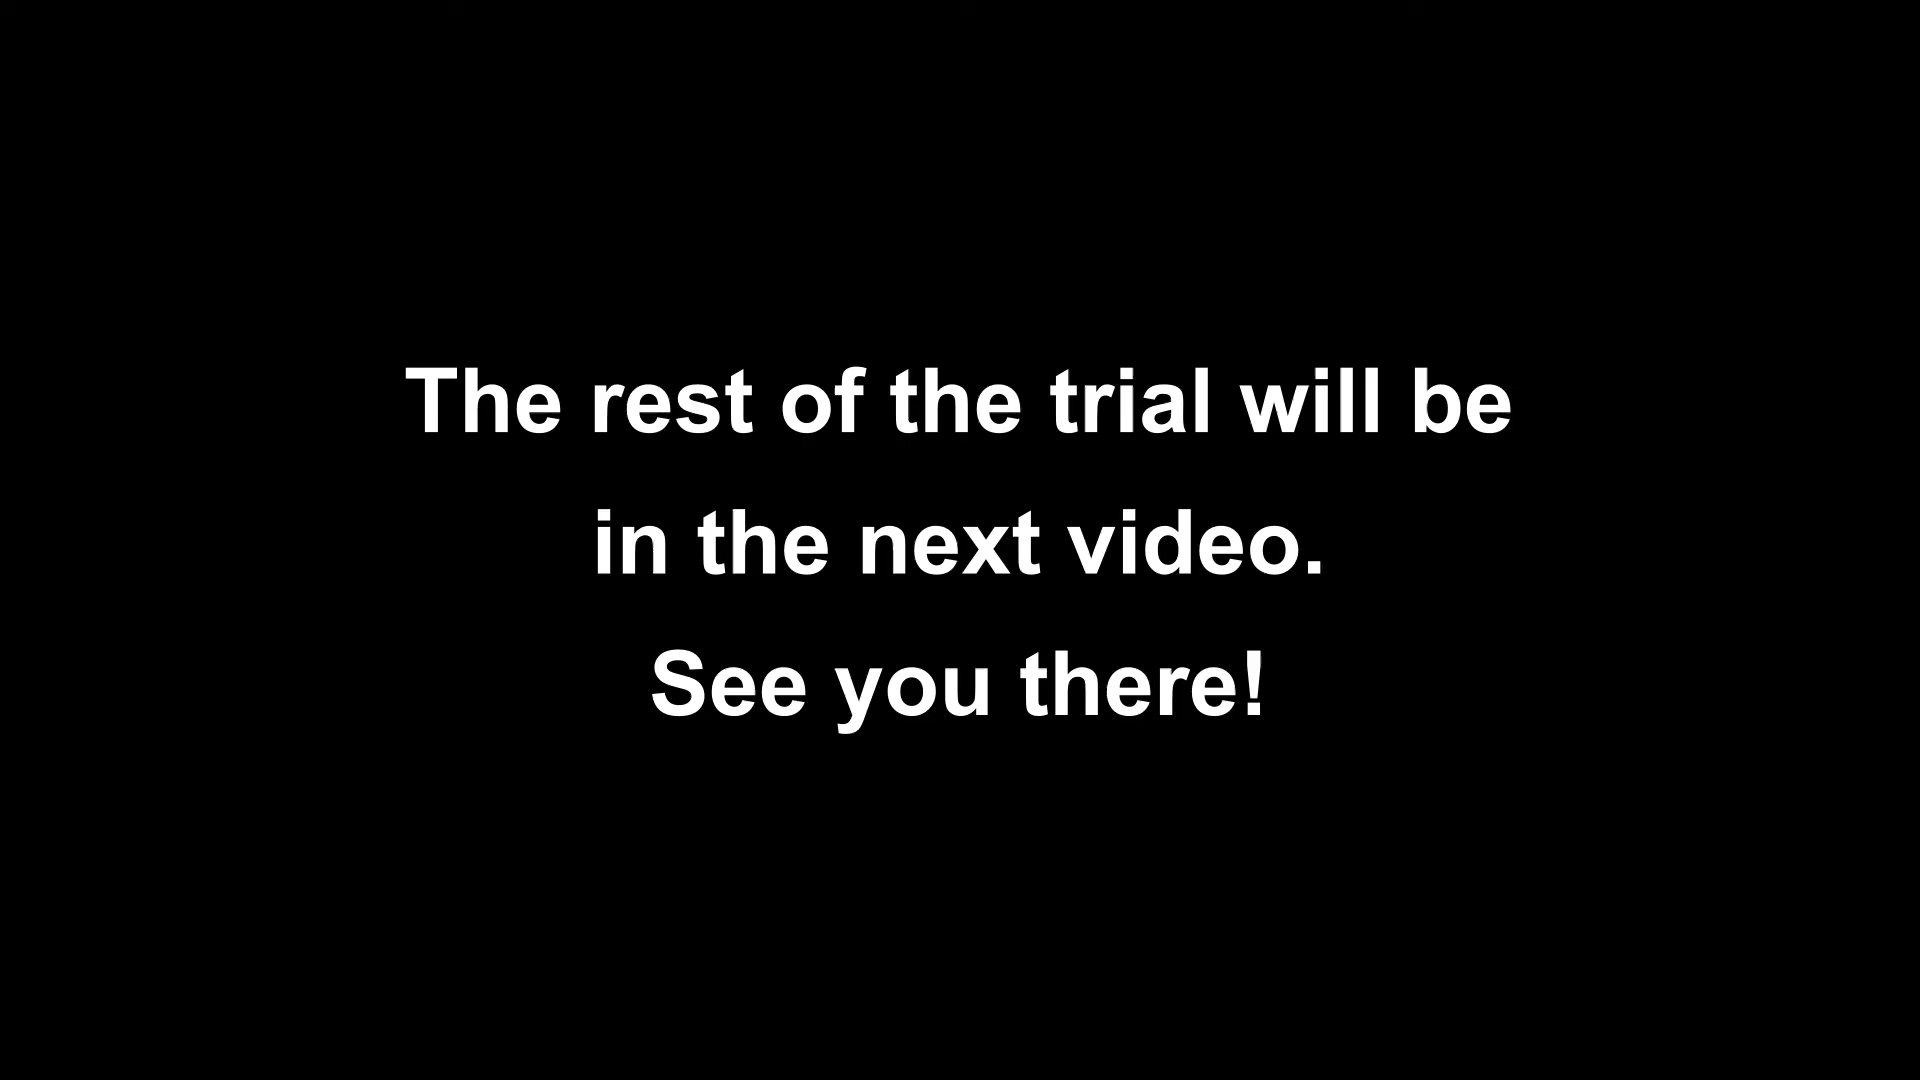 The rest of the trial will be
in the next video.
See you there!